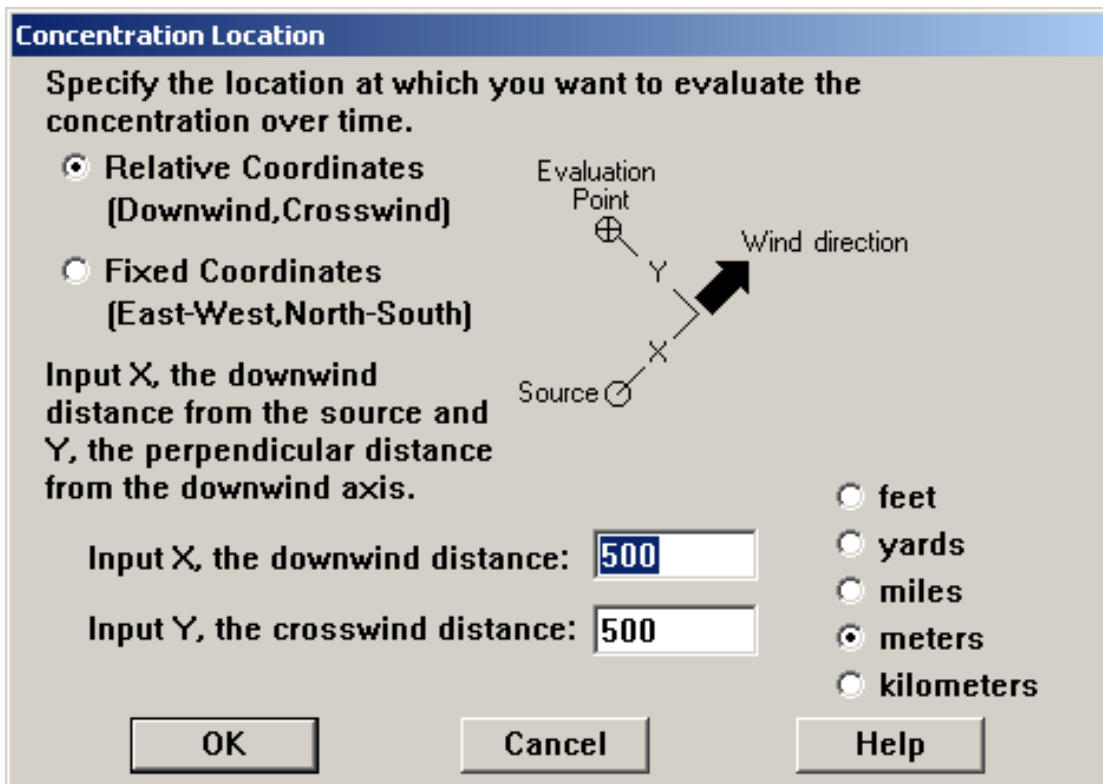 Concentration Location
Specify the location at which you want to evaluate the
concentration over time.
Relative Coordinates
(Downwind,Crosswind)
Fixed Coordinates
(East-West,North-South)
Evaluation
Point
Wind direction
Y
X
Source
Input X, the downwind
distance from the source and
Y, the perpendicular distance
from the downwind axis.
Input X, the downwind distance: 500
Input Y, the crosswind distance: 500
feet
yards
miles
meters
kilometers
OK
Cancel
Help